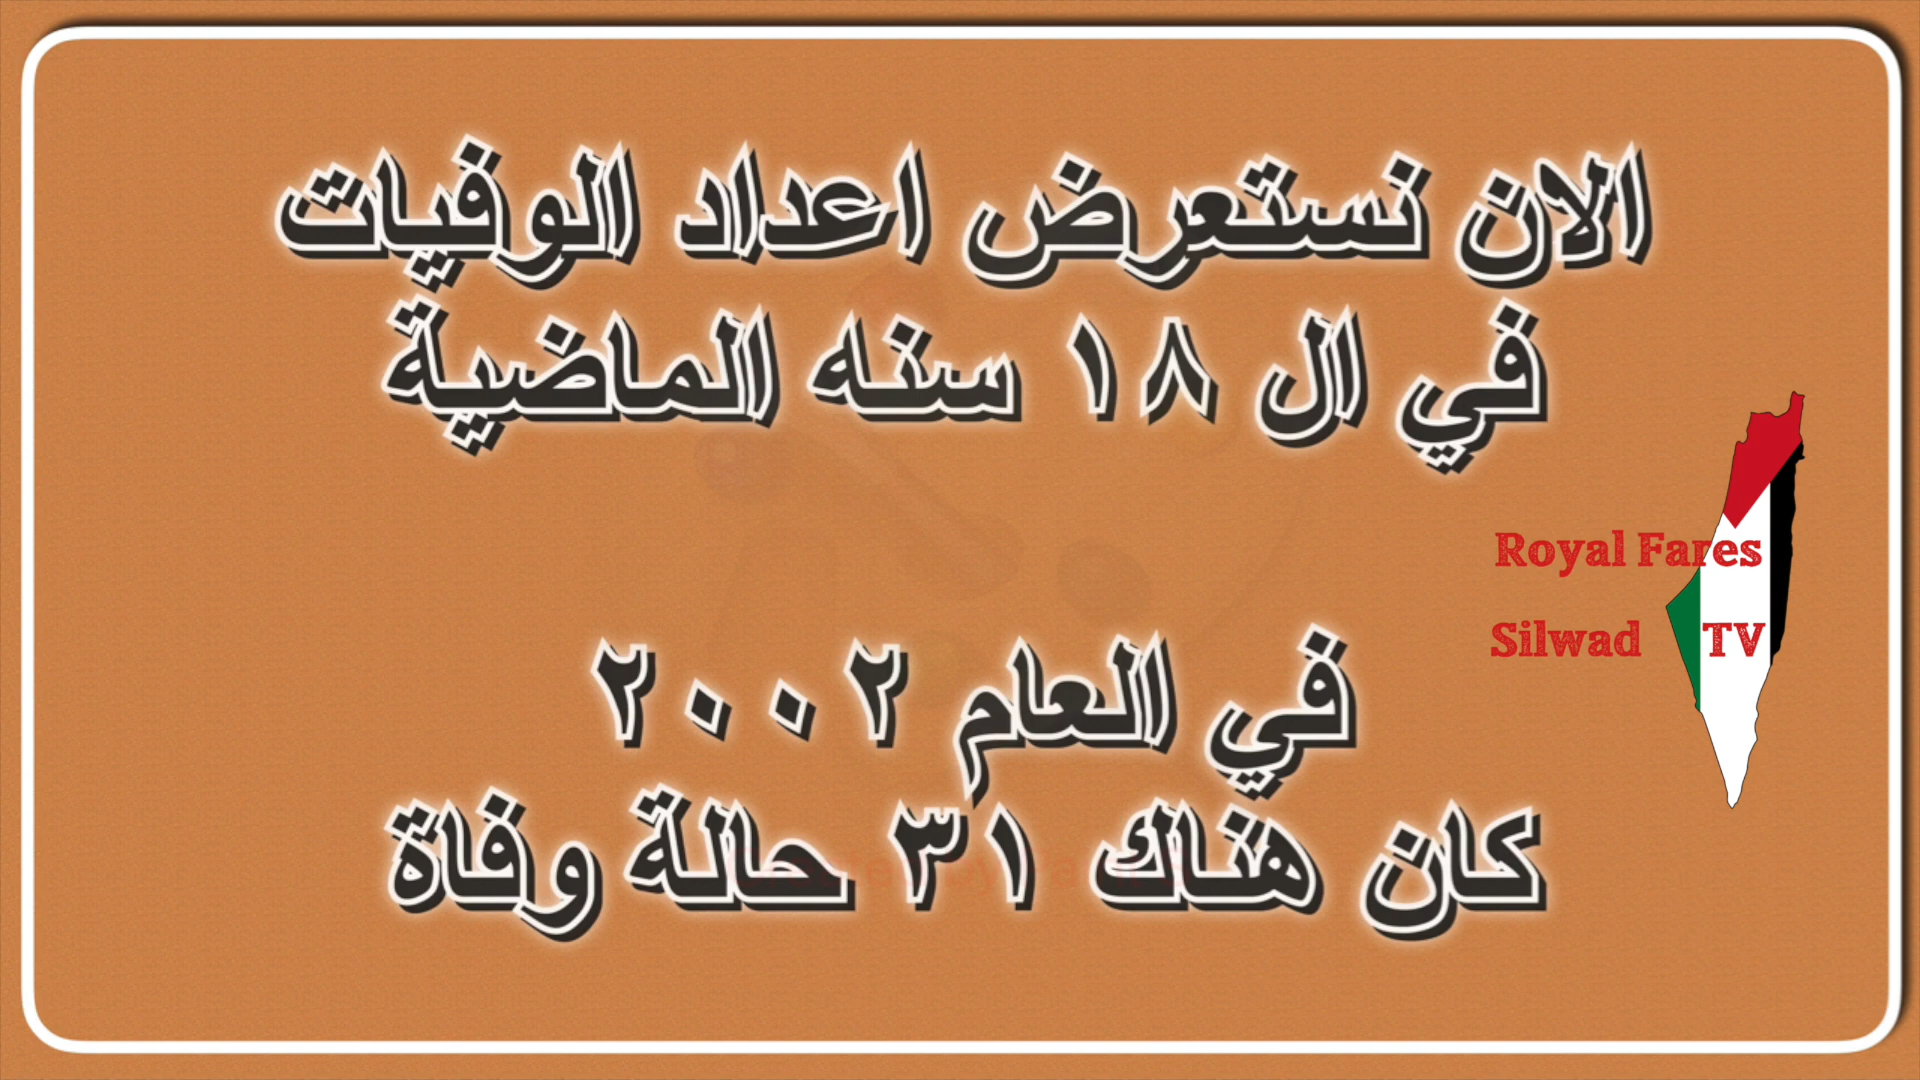 الان نستعرض اعداد الوفيات
في ال ١٨ سنه الماضية
Royal Fares
Silwad TV
في العام ٢٠٠٢
كان هناك ٣١ حالة وفاة